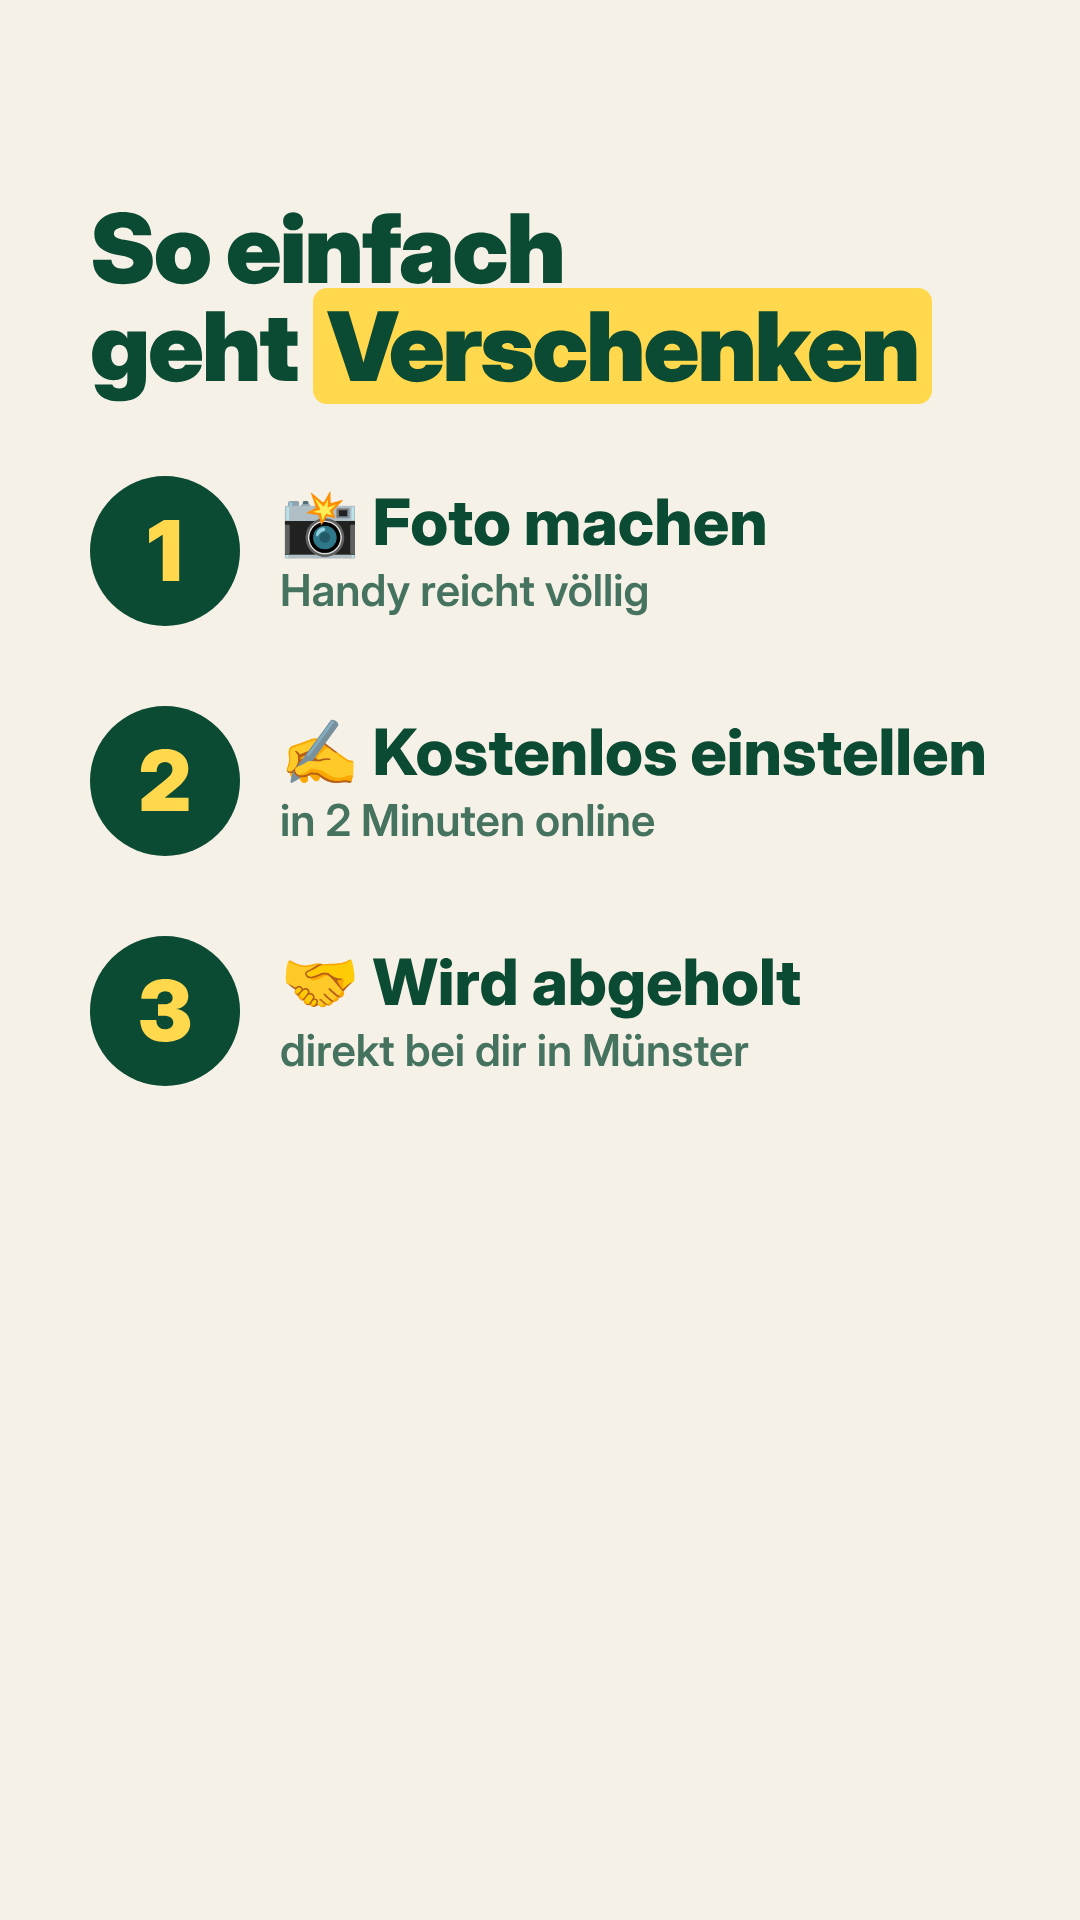 So einfach
geht Verschenken
1
📸 Foto machen
Handy reicht völlig
2
✍️ Kostenlos einstellen
in 2 Minuten online
3
🤝 Wird abgeholt
direkt bei dir in Münster